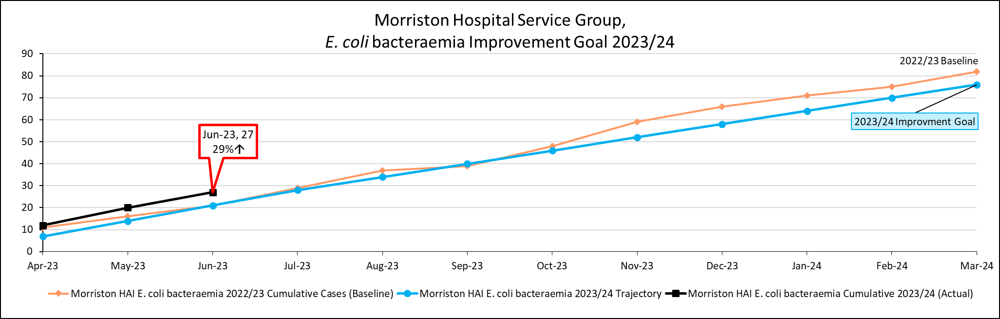 Morriston Hospital Service Group,
E. coli bacteraemia Improvement Goal 2023/24
90
80
70
60
50
40
30
20
10
0
2022/23 Baseline
2023/24 Improvment Goal
Jun-23, 27
29%↑
Apr-23 May-23 Jun-23 Jul-23 Aug-23 Sep-23 Oct-23 Nov-23 Dec-23 Jan-24 Feb-24 Mar-24
Morriston HAI E. coli bacteraemia 2022/23 Cumulative Cases (Baseline) Morriston HAI E. coli bacteraemia 2023/24 Trajectory Morriston HAI E. coli bacteraemia Cumulative 2023/24 (Actual)